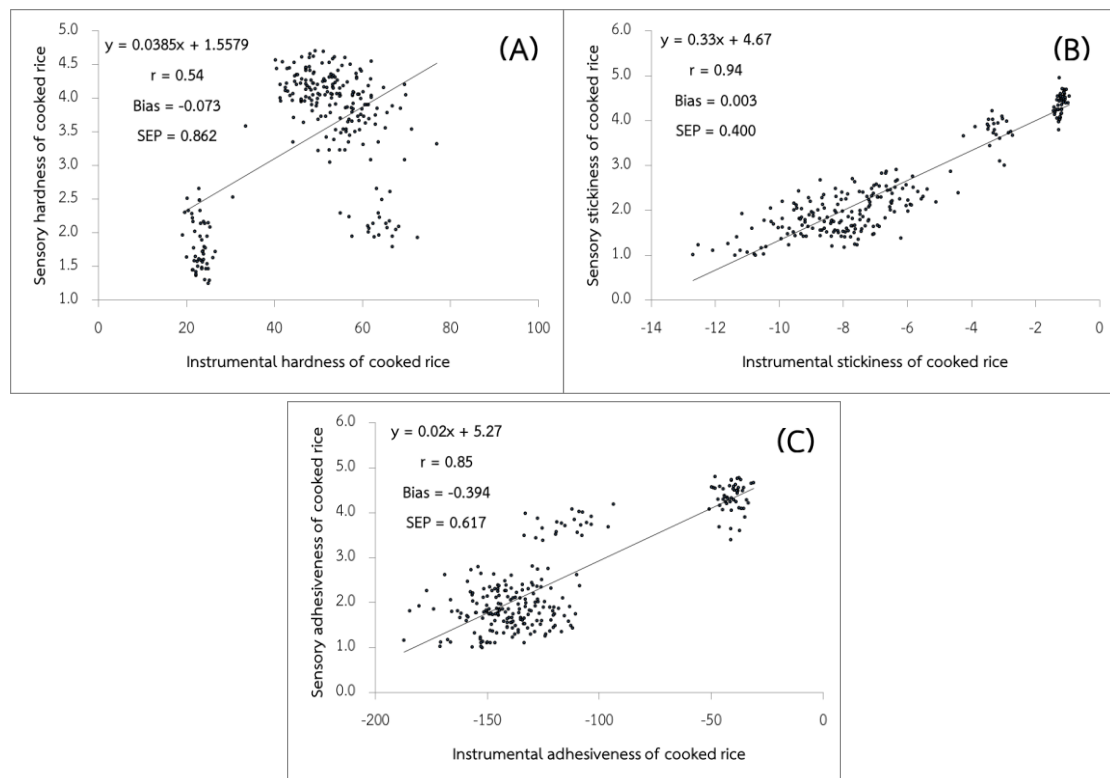 (A)
y = 0.0385x + 1.5579
r = 0.54
Bias = -0.073
SEP = 0.862
Sensory hardness of cooked rice
5.0
4.5
4.0
3.5
3.0
2.5
2.0
1.5
1.0
0 20 40 60 80 100
Instrumental hardness of cooked rice
(B)
y = 0.33x + 4.67
r = 0.94
Bias = 0.003
SEP = 0.400
Sensory stickiness of cooked rice
6.0
5.0
4.0
3.0
2.0
1.0
0.0
-14 -12 -10 -8 -6 -4 -2 0
Instrumental stickiness of cooked rice
(C)
y = 0.02x + 5.27
r = 0.85
Bias = -0.394
SEP = 0.617
Sensory adhesiveness of cooked rice
6.0
5.0
4.0
3.0
2.0
1.0
0.0
-200 -150 -100 -50 0
Instrumental adhesiveness of cooked rice